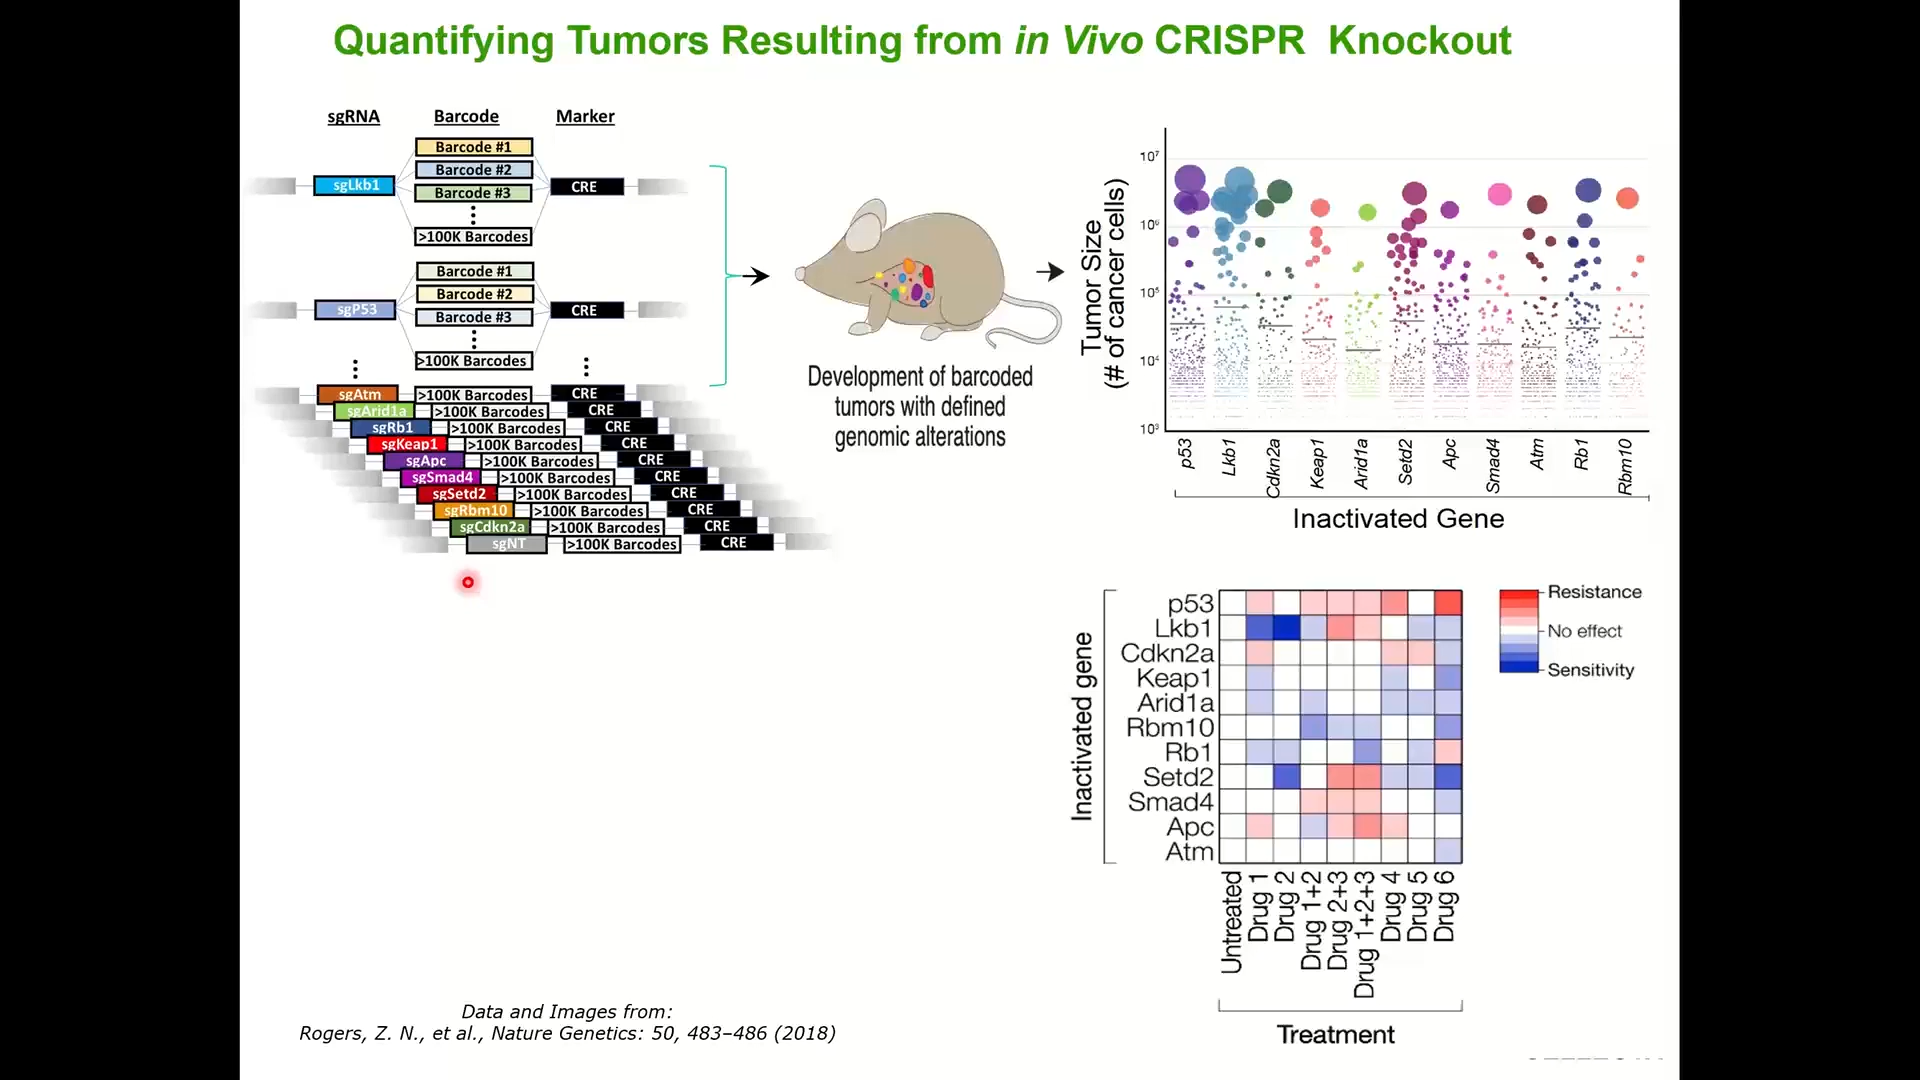 Quantifying Tumors Resulting from in Vivo CRISPR Knockout
sgRNA Barcode Marker
Barcode #1
Barcode #2
sgLkb1 CRE
Barcode #3
>100K Barcodes
Barcode #1
Barcode #2
sgP53 CRE
Barcode #3
>100K Barcodes
sgAtm >100K Barcodes CRE
sgArid1a >100K Barcodes CRE
sgRb1 >100K Barcodes CRE
sgKeap1 >100K Barcodes CRE
sgApc >100K Barcodes CRE
sgSmad4 >100K Barcodes CRE
sgSetd2 >100K Barcodes CRE
sgRbm10 >100K Barcodes CRE
sgCdkn2a >100K Barcodes CRE
sgNT >100K Barcodes CRE
Development of barcoded
tumors with defined
genomic alterations
Tumor Size
(# of cancer cells)
10⁷
10⁶
10⁵
10⁴
10³
p53 Lkb1 Cdkn2a Keap1 Arid1a Setd2 Apc Smad4 Atm Rb1 Rbm10
Inactivated Gene
Inactivated gene
p53
Lkb1
Cdkn2a
Keap1
Arid1a
Rbm10
Rb1
Setd2
Smad4
Apc
Atm
Untreated Drug 1 Drug 2 Drug 1+2 Drug 2+3 Drug 1+2+3 Drug 4 Drug 5 Drug 6
Treatment
Resistance
No effect
Sensitivity
Data and Images from:
Rogers, Z. N., et al., Nature Genetics: 50, 483–486 (2018)